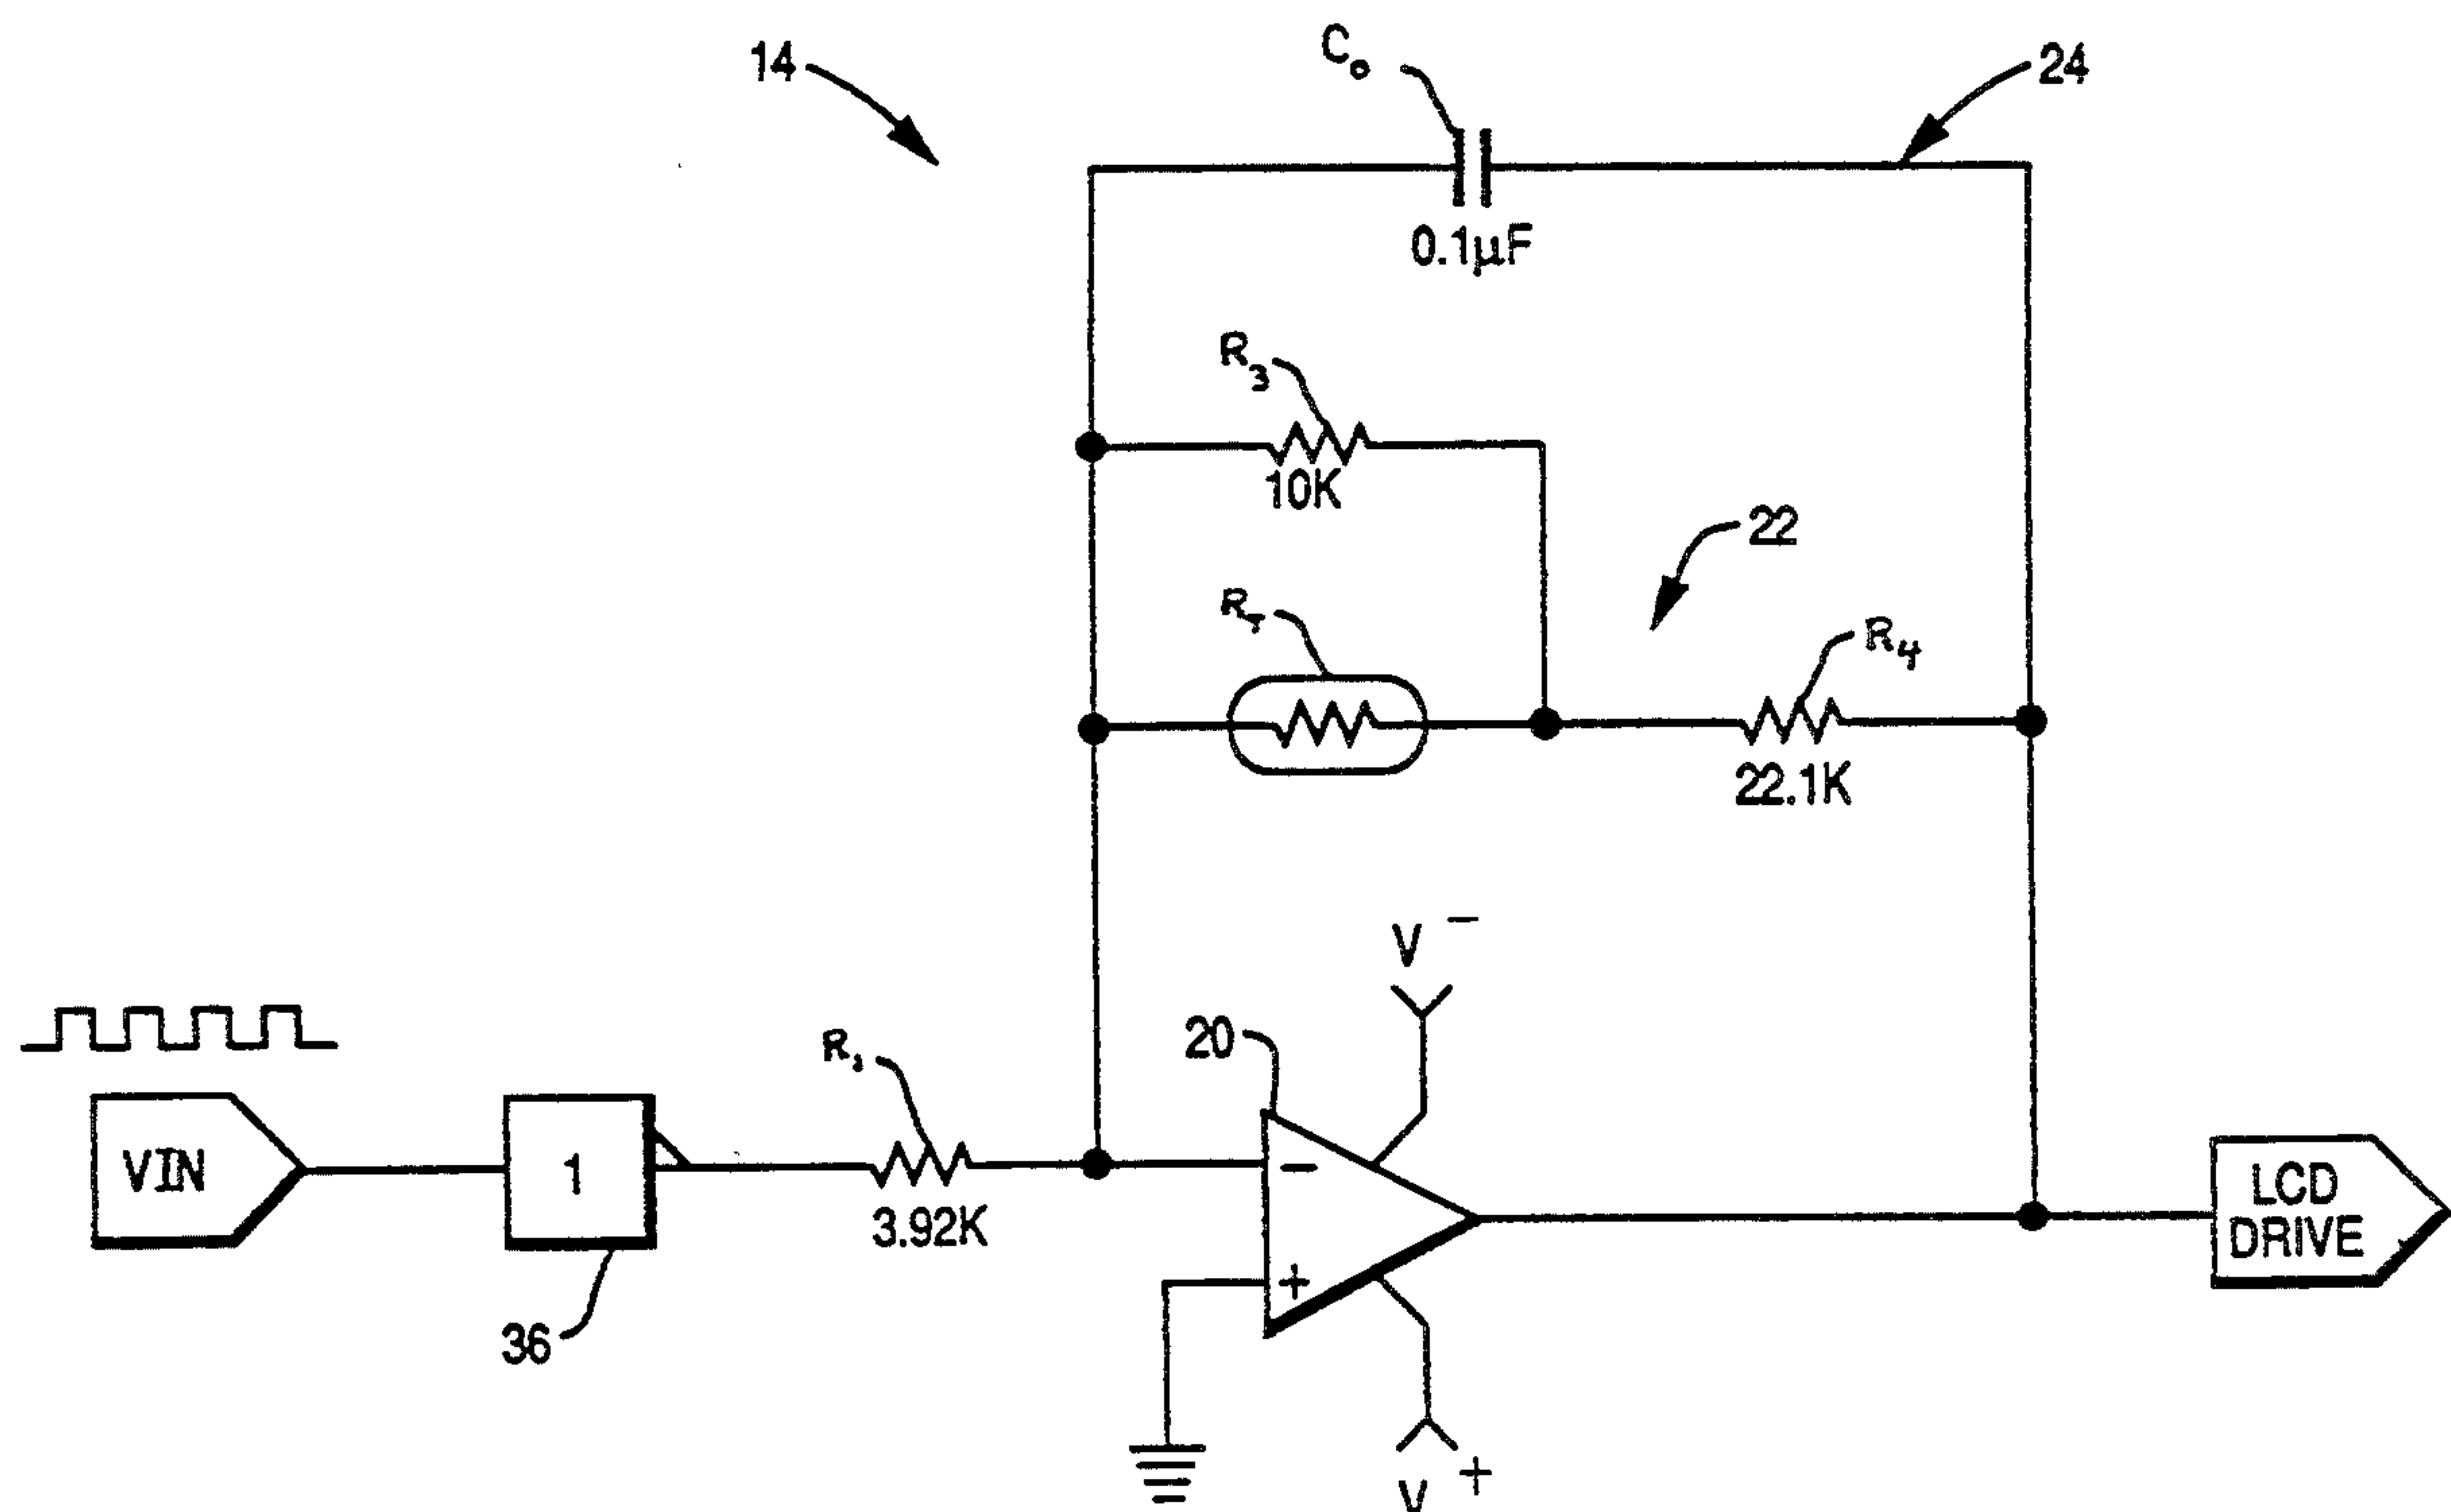 14
C₀
24
0.1µF
R₃
10K
22
R_T
R₄
22.1K
V⁻
20
R₁
VIN
1
3.92K
36
−
+
LCD
DRIVE
V⁺